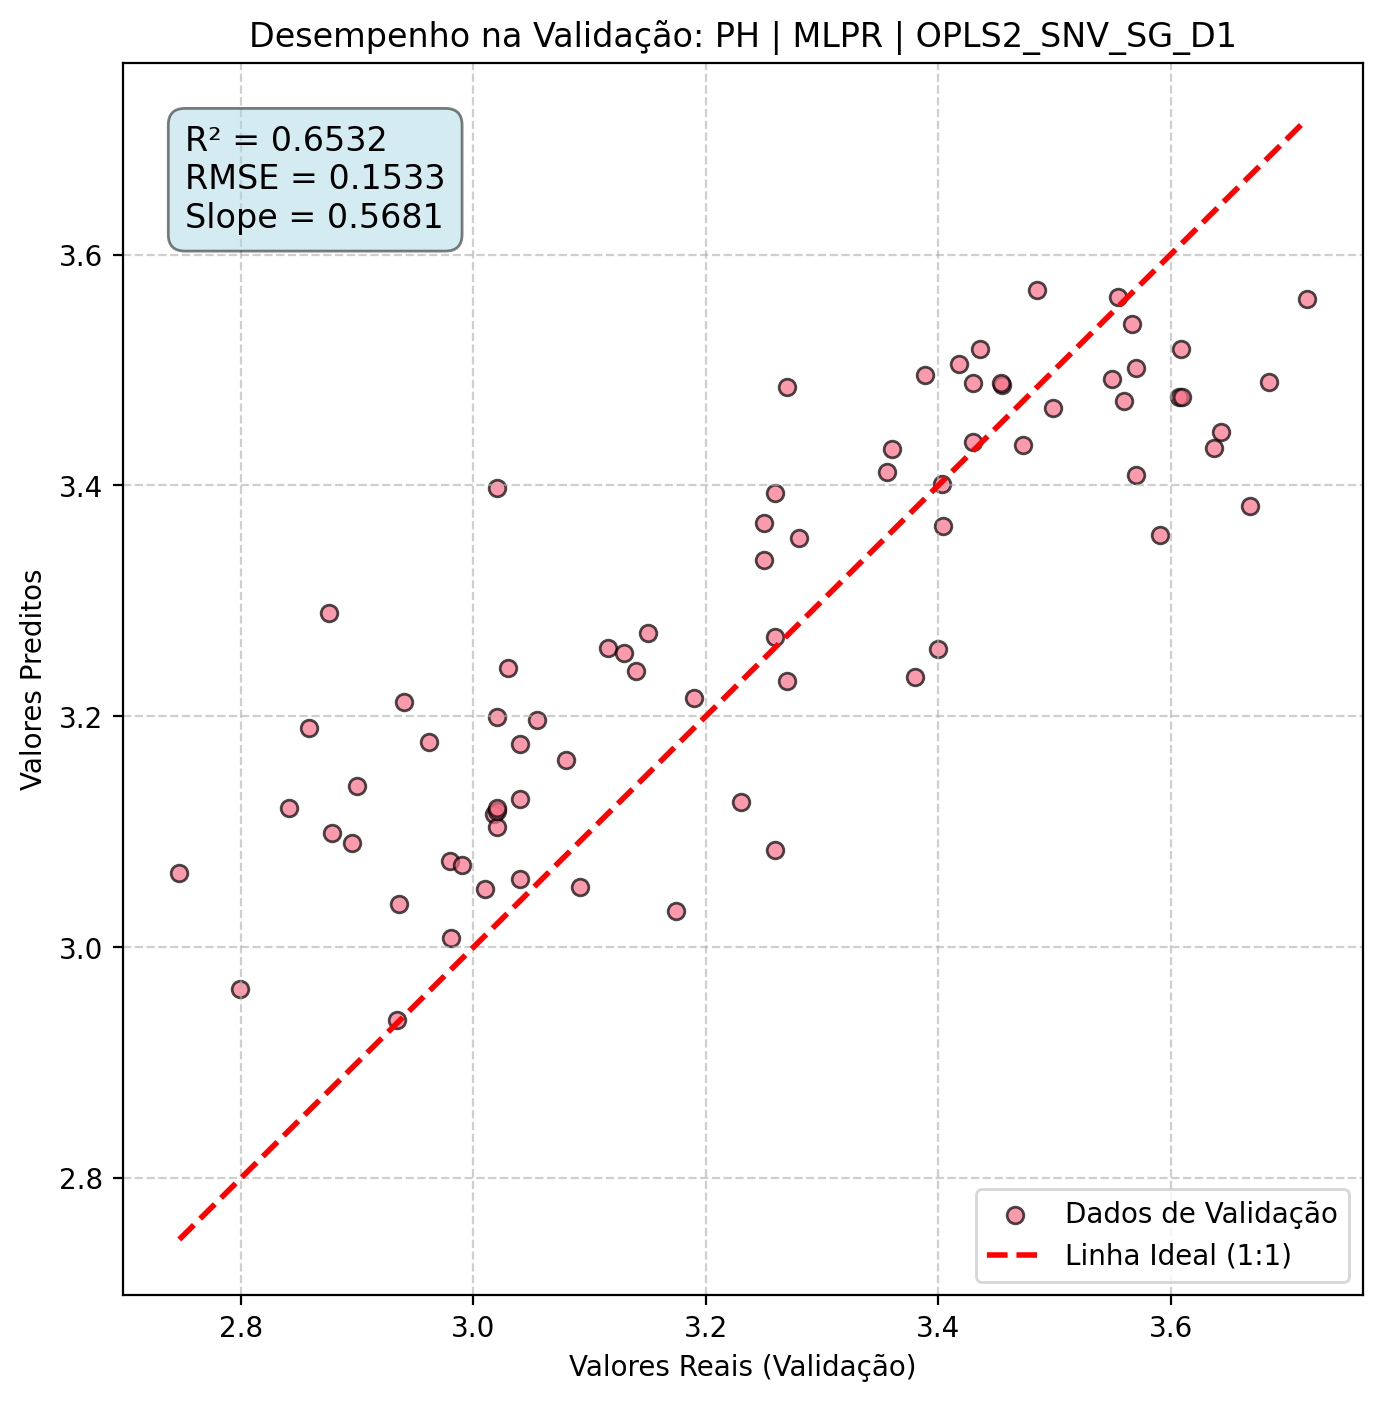 Desempenho na Validação: PH | MLPR | OPLS2_SNV_SG_D1
R² = 0.6532
RMSE = 0.1533
Slope = 0.5681
3.6
3.4
3.2
3.0
2.8
Valores Preditos
Dados de Validação
Linha Ideal (1:1)
2.8 3.0 3.2 3.4 3.6
Valores Reais (Validação)